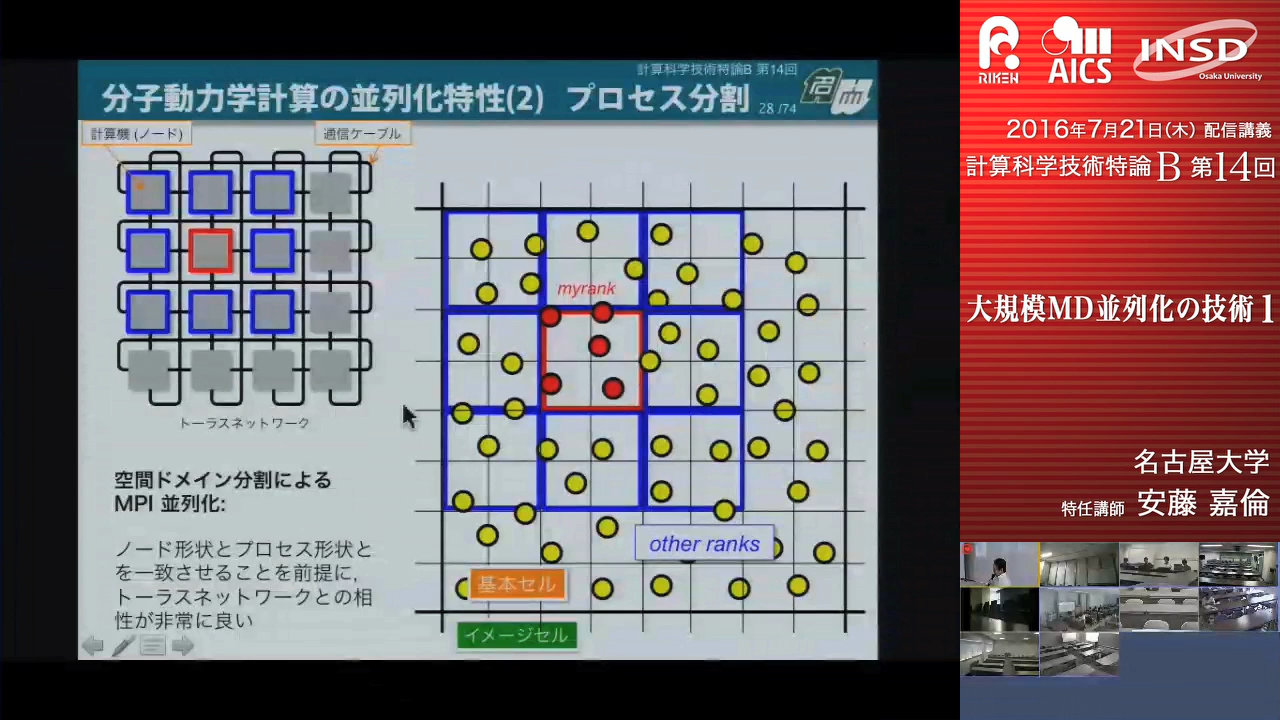 計算科学技術特論B 第14回
分子動力学計算の並列化特性(2) プロセス分割
28 /74
計算機 (ノード)
通信ケーブル
トーラスネットワーク
空間ドメイン分割による
MPI 並列化:
ノード形状とプロセス形状と
を一致させることを前提に,
トーラスネットワークとの相
性が非常に良い
myrank
other ranks
基本セル
イメージセル
RIKEN
AICS
INSD
Osaka University
2016年7月21日(木) 配信講義
計算科学技術特論 B 第14回
大規模MD並列化の技術1
名古屋大学
特任講師 安藤 嘉倫